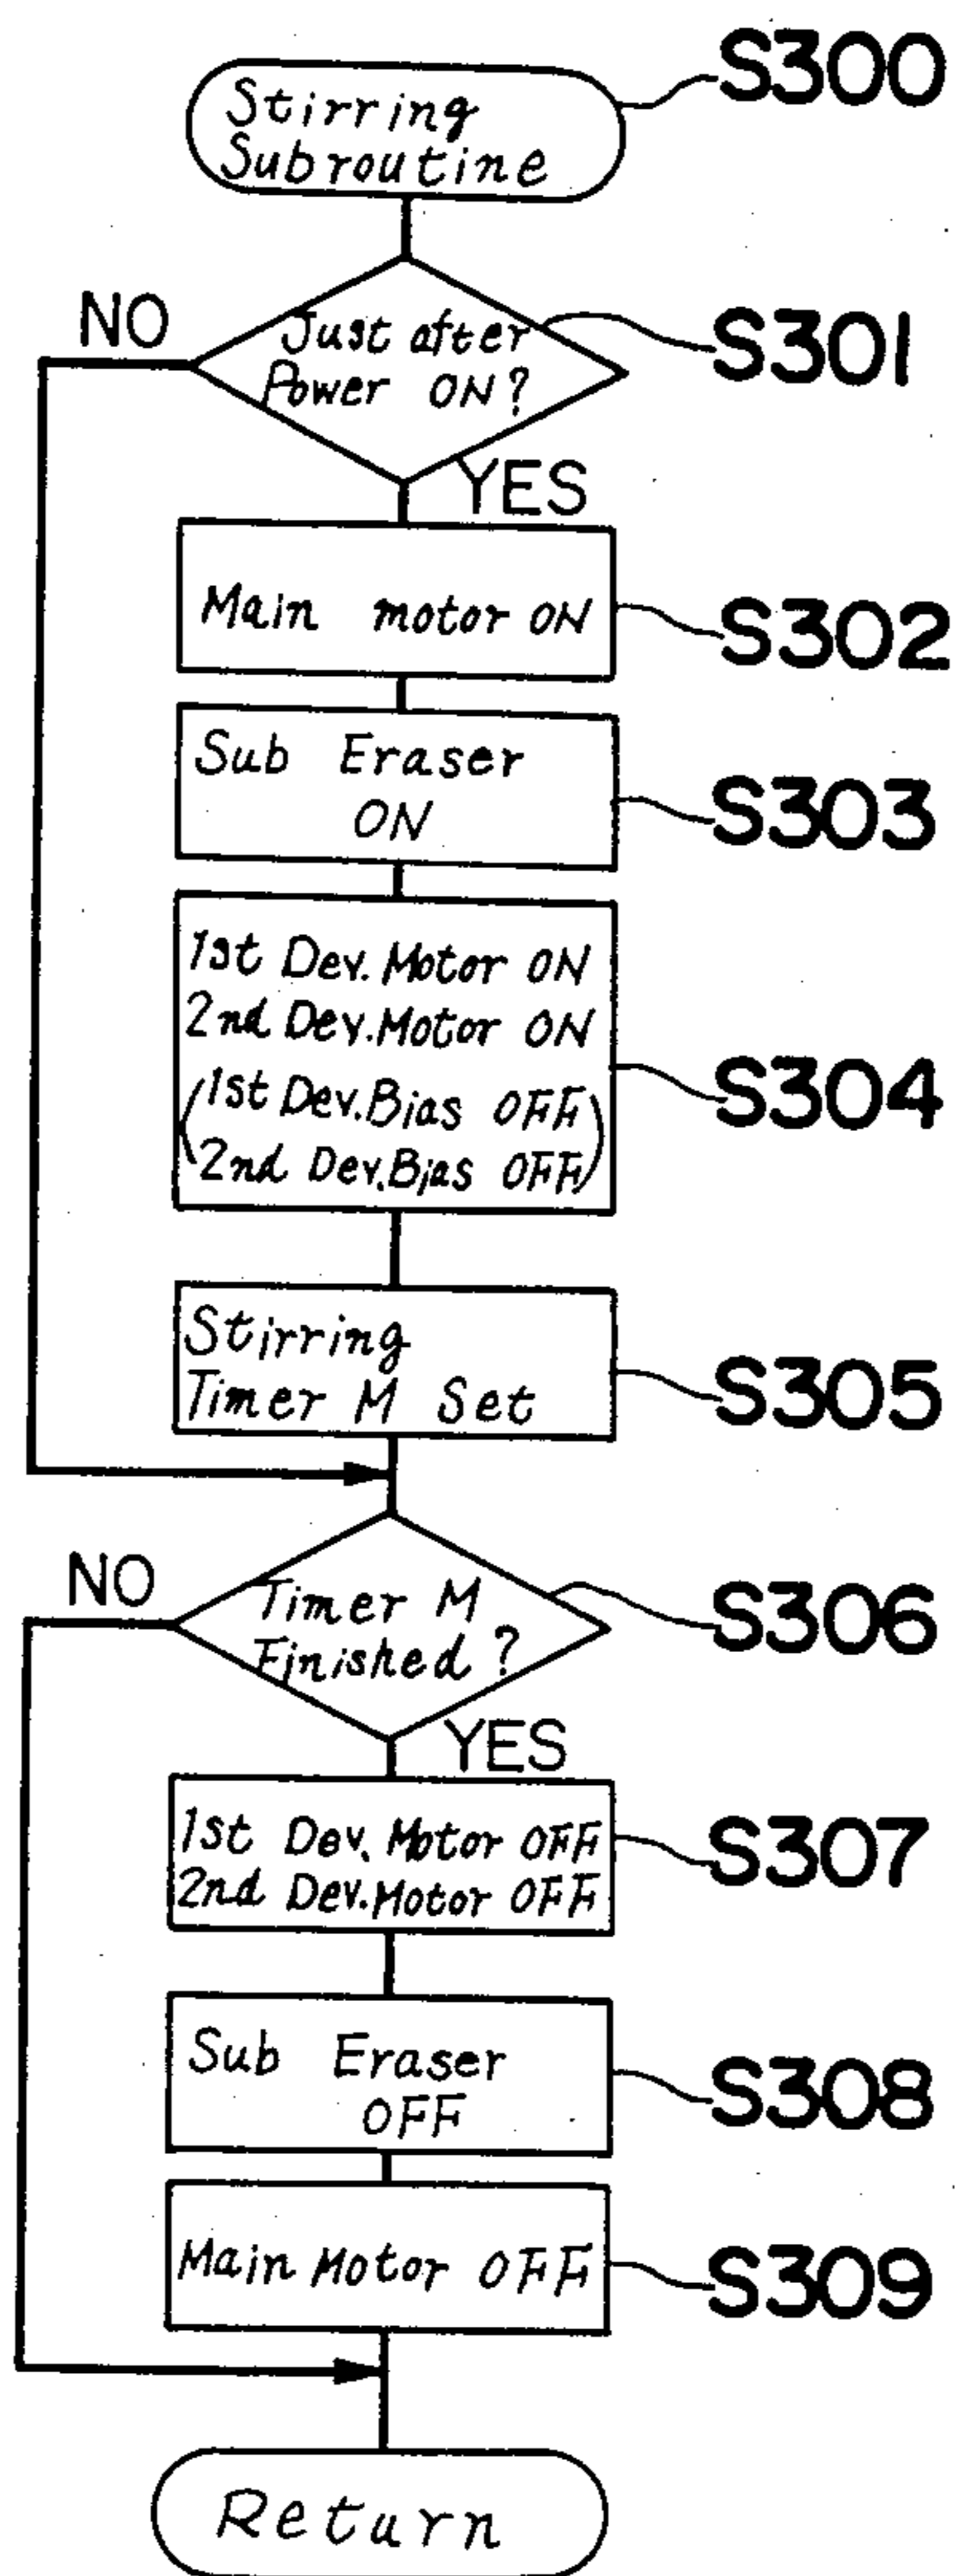 Stirring
Subroutine
S300
NO
Just after
Power ON?
S301
YES
Main motor ON
S302
Sub Eraser
ON
S303
1st Dev. Motor ON
2nd Dev. Motor ON
(1st Dev. Bias OFF
2nd Dev. Bias OFF)
S304
Stirring
Timer M Set
S305
NO
Timer M
Finished?
S306
YES
1st Dev. Motor OFF
2nd Dev. Motor OFF
S307
Sub Eraser
OFF
S308
Main Motor OFF
S309
Return